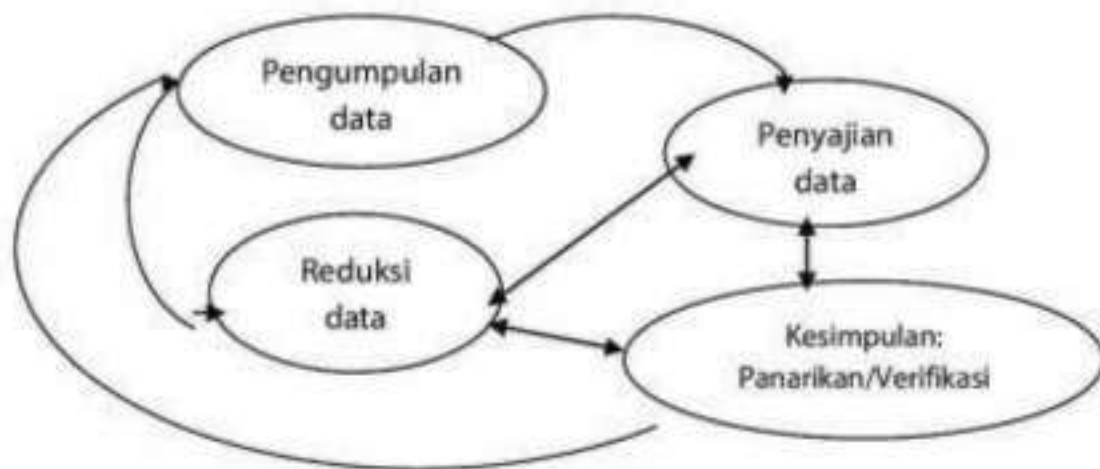 Pengumpulan
data
Penyajian
data
Reduksi
data
Kesimpulan:
Panarikan/Verifikasi